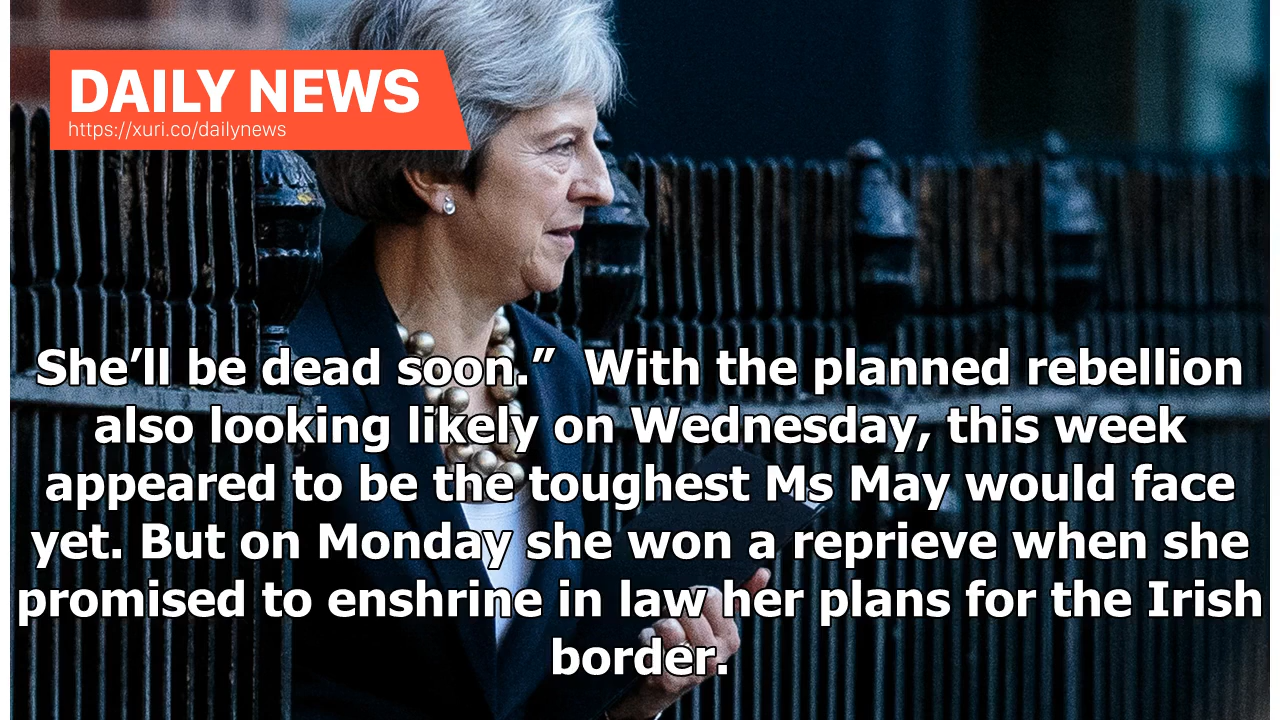 DAILY NEWS
https://xuri.co/dailynews
She’ll be dead soon.”  With the planned rebellion
also looking likely on Wednesday, this week
appeared to be the toughest Ms May would face
yet. But on Monday she won a reprieve when she
promised to enshrine in law her plans for the Irish
border.